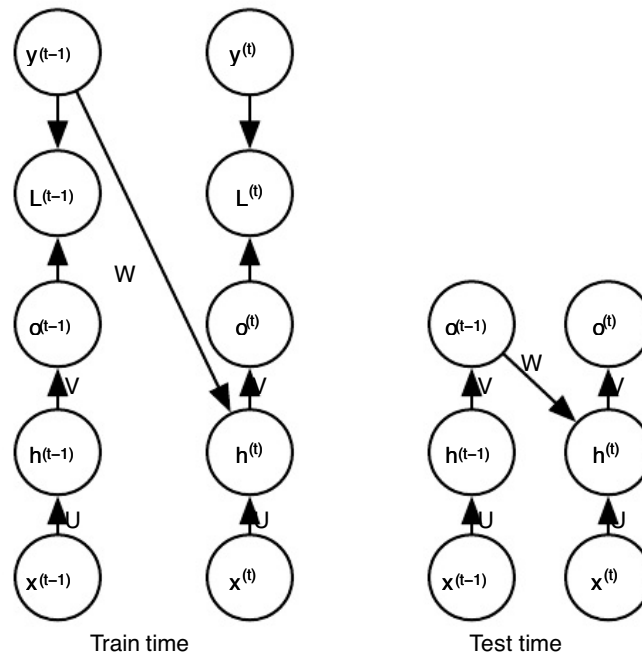 y(t−1) y(t)
L(t−1) L(t)
W
o(t−1) o(t) o(t−1) o(t)
W
V V V V
h(t−1) h(t) h(t−1) h(t)
U U U U
x(t−1) x(t) x(t−1) x(t)
Train time Test time